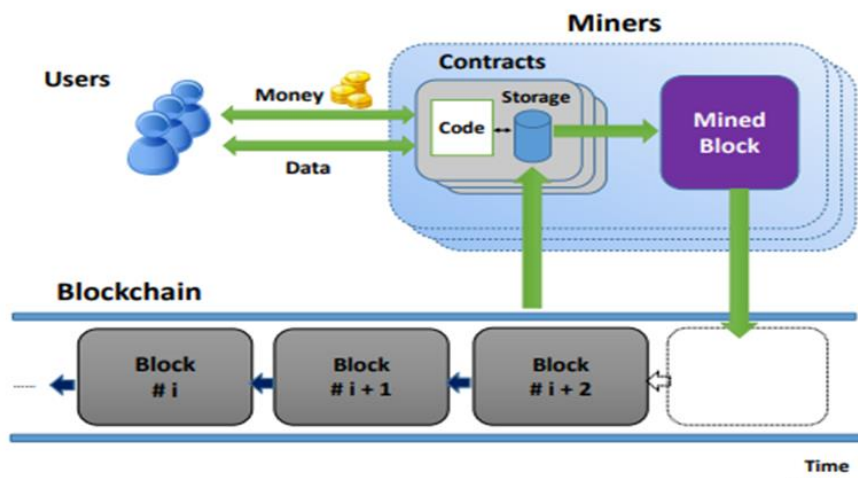 Miners
Users
Contracts
Money
Storage
Code
Mined
Block
Data
Blockchain
Block
# i
Block
# i + 1
Block
# i + 2
......
Time